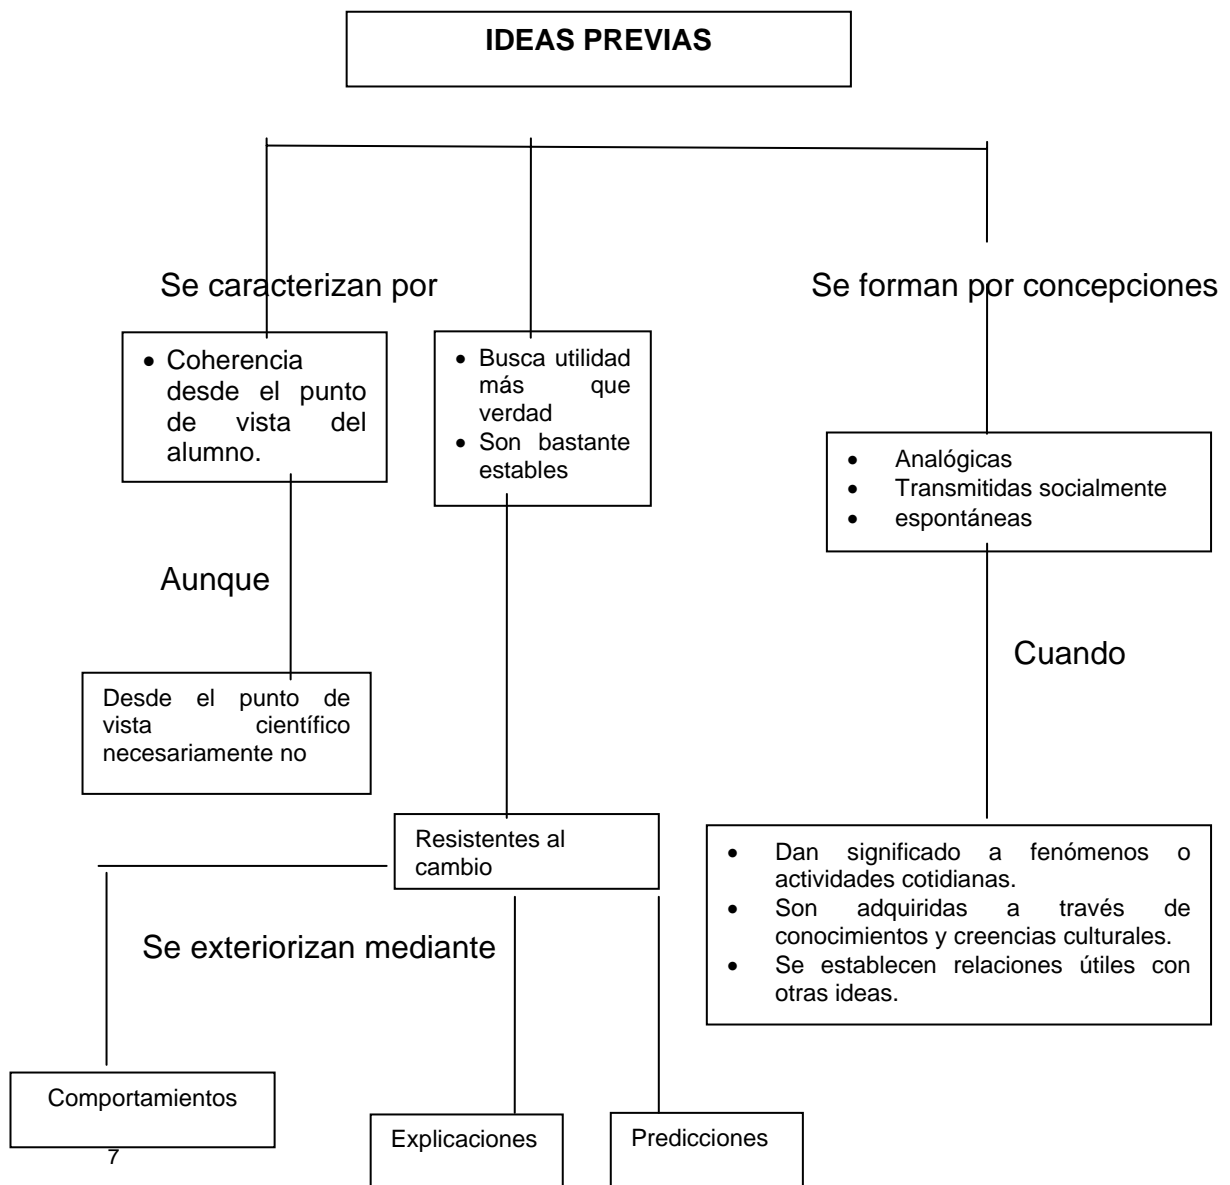 IDEAS PREVIAS
Se caracterizan por
Se forman por concepciones
• Coherencia
desde el punto
de vista del
alumno.
• Busca utilidad
más que
verdad
• Son bastante
estables
• Analógicas
• Transmitidas socialmente
• espontáneas
Aunque
Cuando
Desde el punto de
vista científico
necesariamente no
Resistentes al
cambio
• Dan significado a fenómenos o
actividades cotidianas.
• Son adquiridas a través de
conocimientos y creencias culturales.
• Se establecen relaciones útiles con
otras ideas.
Se exteriorizan mediante
Comportamientos
Explicaciones
Predicciones
7